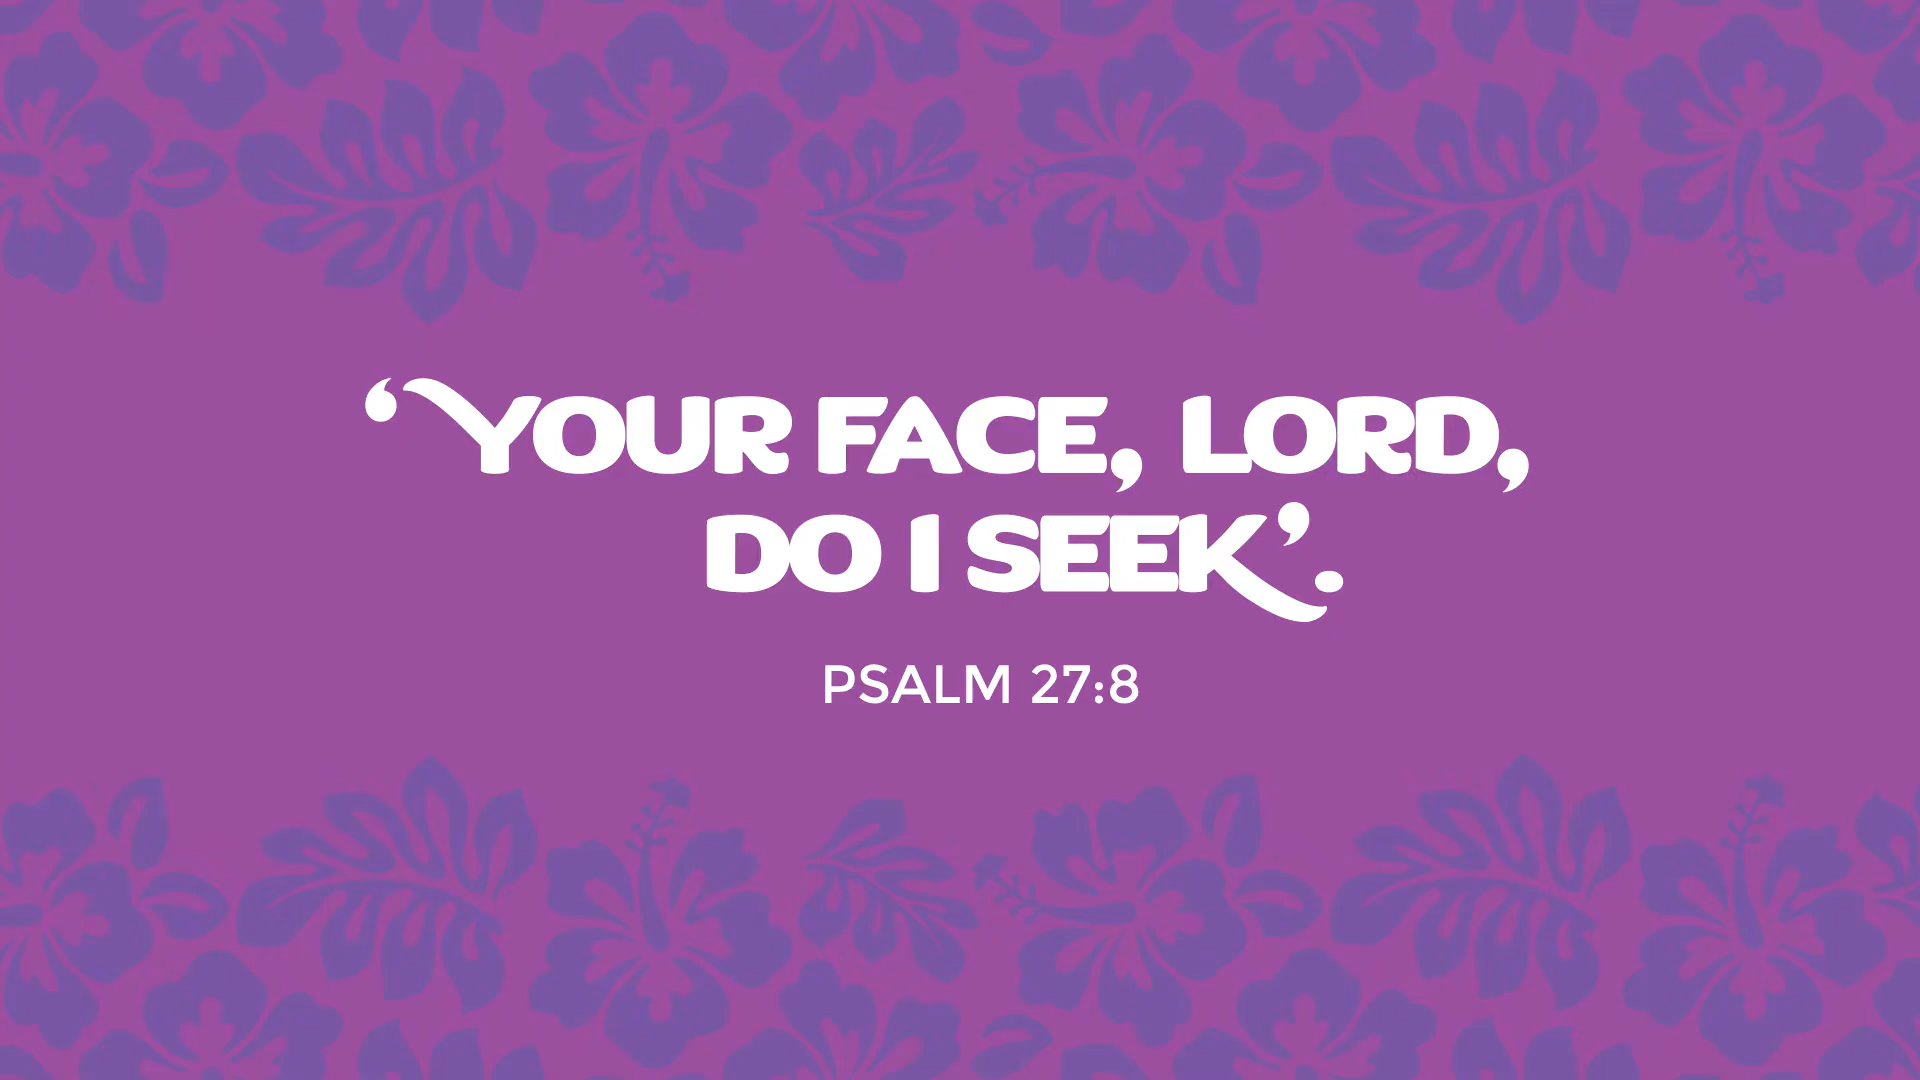 ‘YOUR FACE, LORD,
DO I SEEK’.
PSALM 27:8